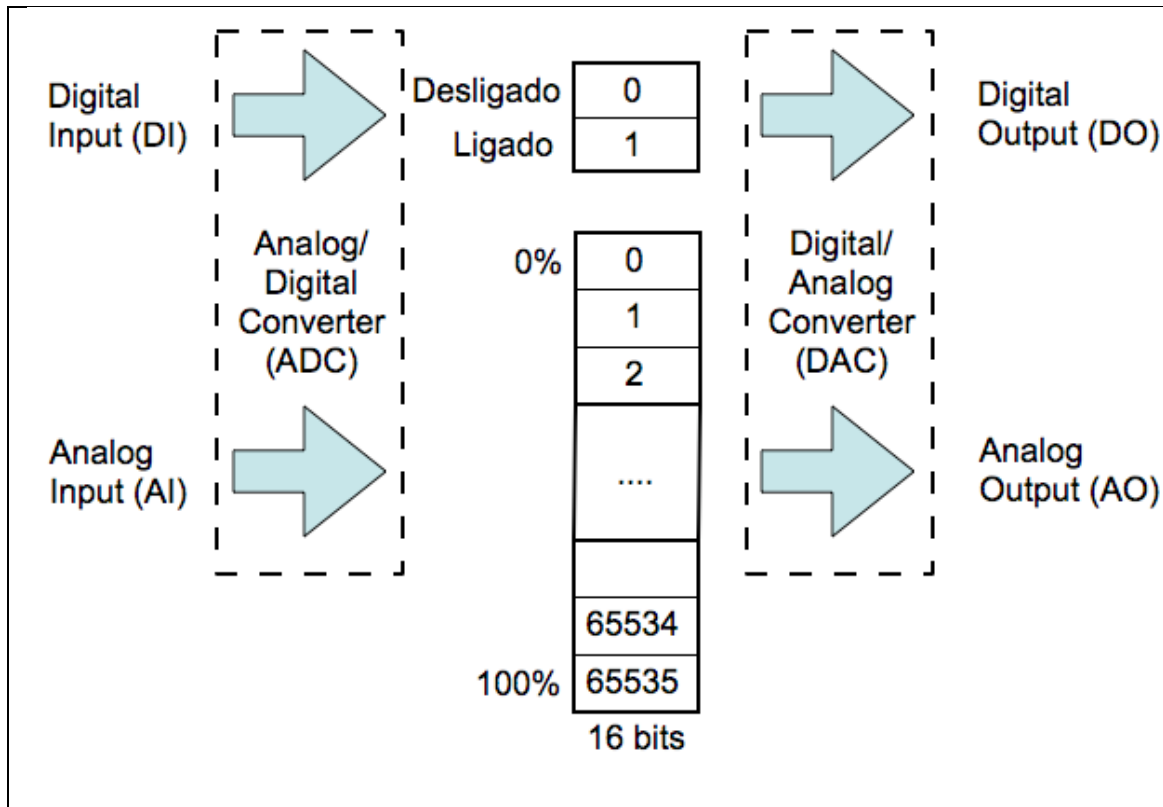 Digital
Input (DI)
Analog/
Digital
Converter
(ADC)
Analog
Input (AI)
Desligado
0
Ligado
1
0%
0
1
2
....
65534
100%
65535
16 bits
Digital
Output (DO)
Digital/
Analog
Converter
(DAC)
Analog
Output (AO)